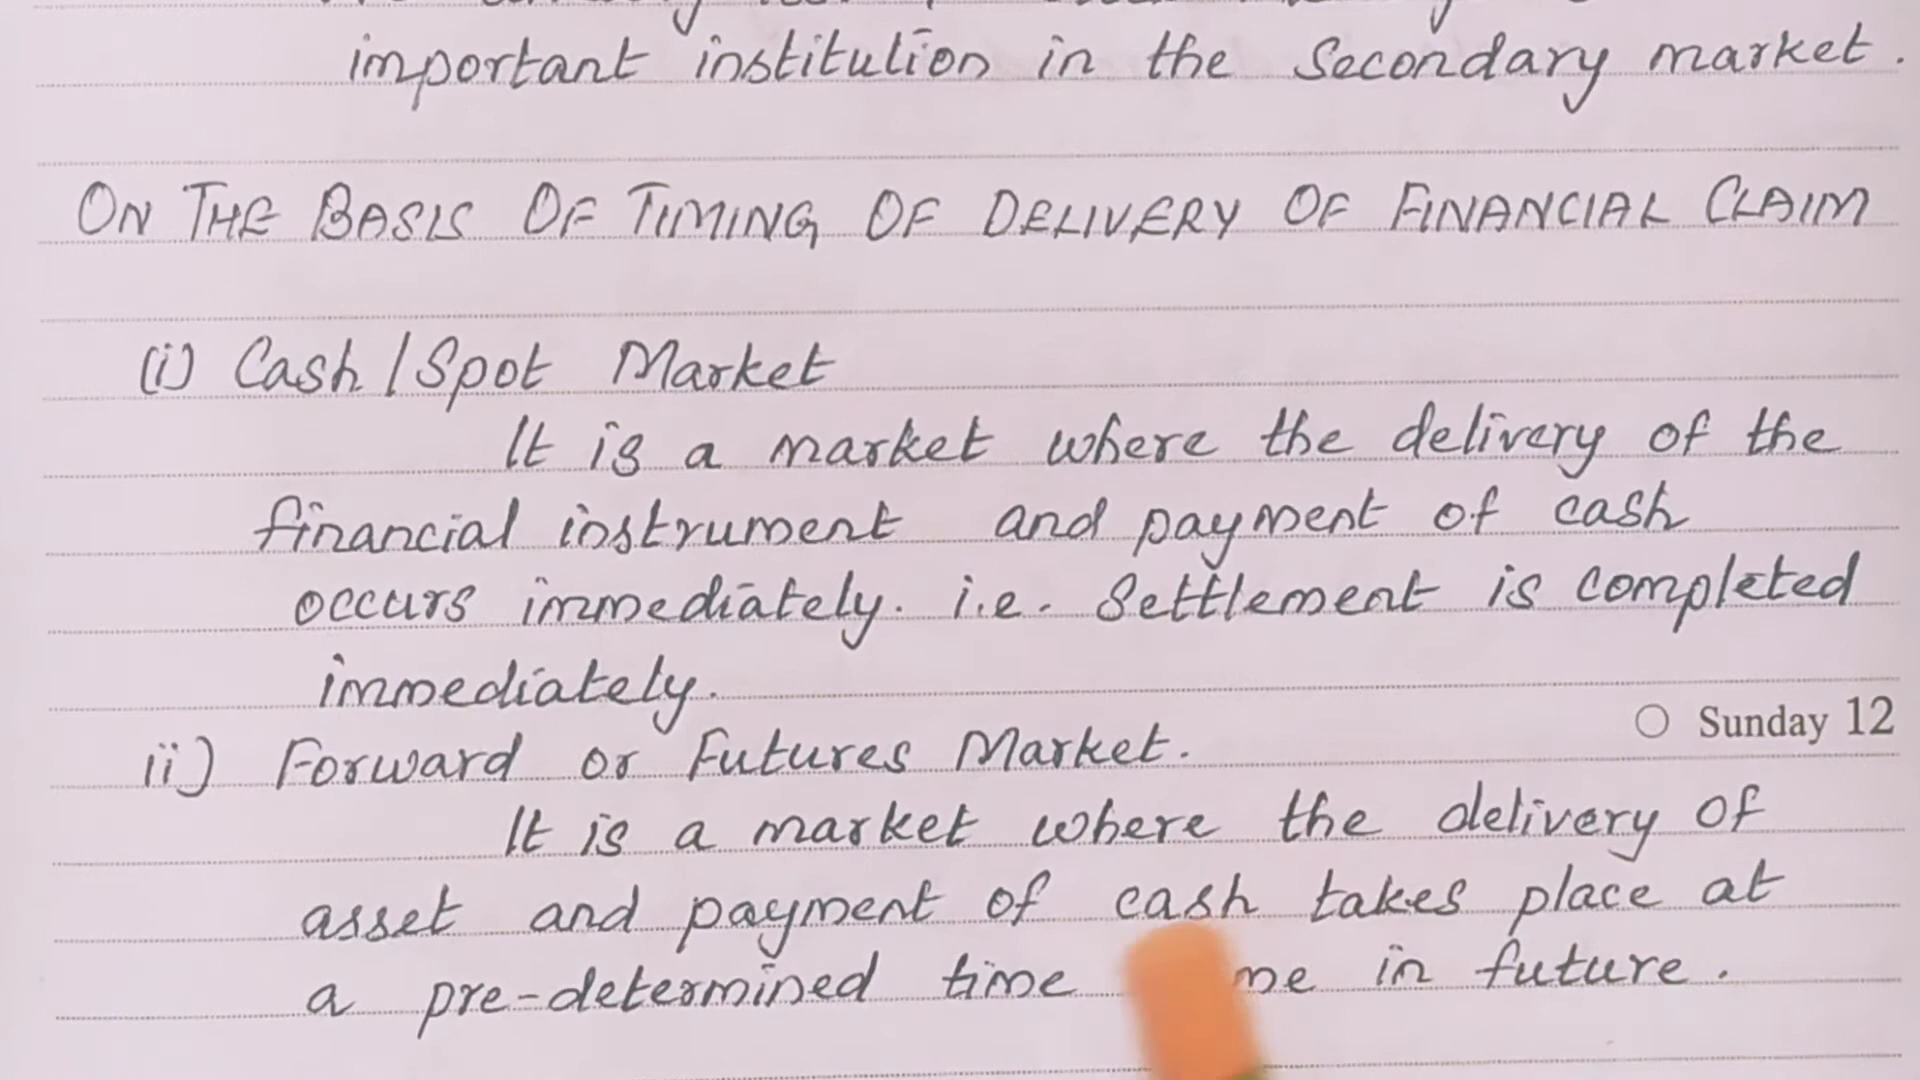 important institution in the Secondary market.
ON THE BASIS OF TIMING OF DELIVERY OF FINANCIAL CLAIM
(i) Cash / Spot Market
It is a market where the delivery of the
financial instrument and payment of cash
occurs immediately. i.e. Settlement is completed
immediately.
Sunday 12
ii) Forward or Futures Market.
It is a market where the delivery of
asset and payment of cash takes place at
a pre-determined time in future.